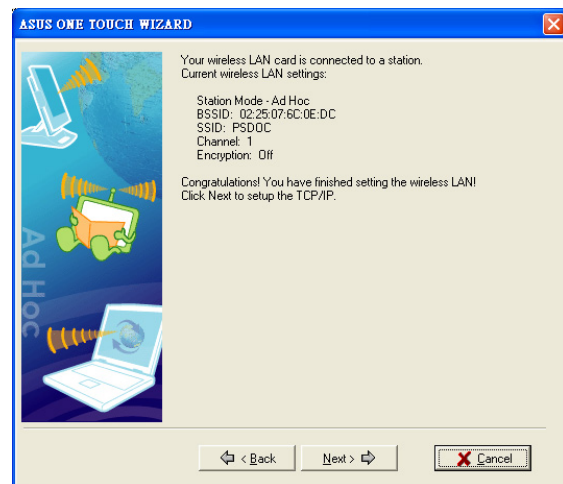 ASUS ONE TOUCH WIZARD
Your wireless LAN card is connected to a station.
Current wireless LAN settings:
Station Mode - Ad Hoc
BSSID: 02:25:07:6C:0E:DC
SSID: PSDOC
Channel: 1
Encryption: Off
Congratulations! You have finished setting the wireless LAN!
Click Next to setup the TCP/IP.
Ad Hoc
< Back
Next >
Cancel